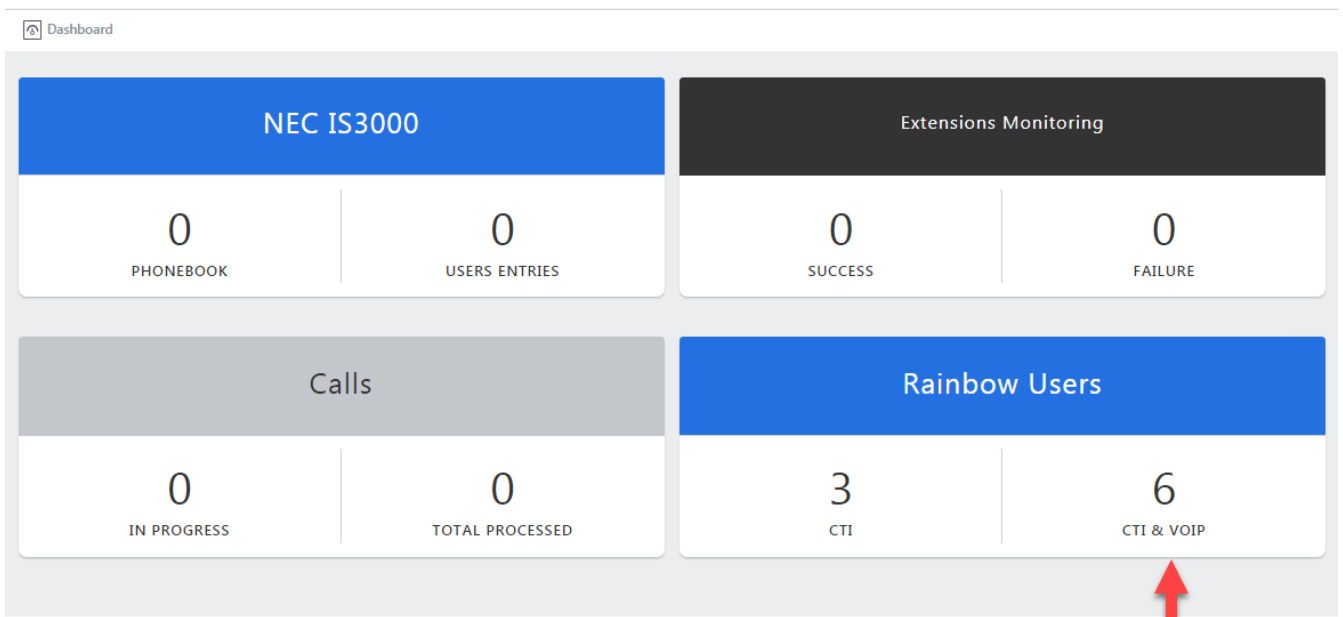 Dashboard
NEC IS3000
Extensions Monitoring
0
0
0
0
PHONEBOOK
USERS ENTRIES
SUCCESS
FAILURE
Calls
Rainbow Users
0
0
3
6
IN PROGRESS
TOTAL PROCESSED
CTI
CTI & VOIP